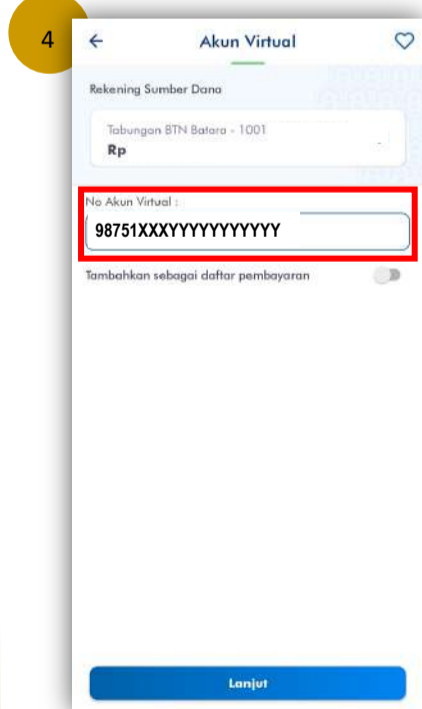 4
Akun Virtual
Rekening Sumber Dana
Tabungan BTN Batara - 1001
Rp
No Akun Virtual :
98751XXXYYYYYYYYYYY
Tambahkan sebagai daftar pembayaran
Lanjut